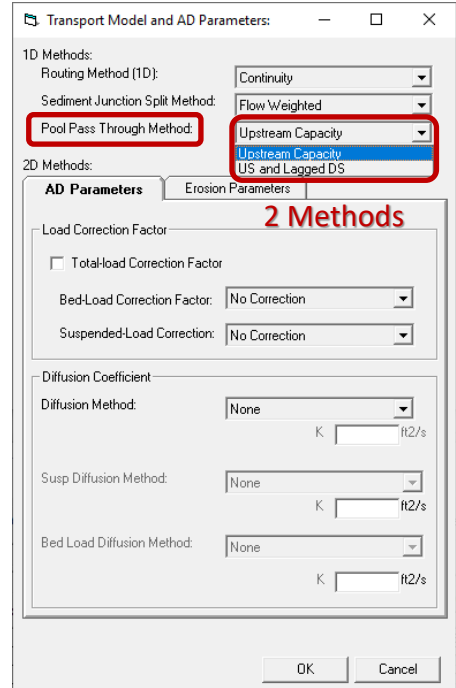 Transport Model and AD Parameters:
1D Methods:
Routing Method (1D): Continuity
Sediment Junction Split Method: Flow Weighted
Pool Pass Through Method: Upstream Capacity
Upstream Capacity
US and Lagged DS
2D Methods:
AD Parameters Erosion Parameters
2 Methods
Load Correction Factor
Total-load Correction Factor
Bed-Load Correction Factor: No Correction
Suspended-Load Correction: No Correction
Diffusion Coefficient
Diffusion Method: None
K ft2/s
Susp Diffusion Method: None
K ft2/s
Bed Load Diffusion Method: None
K ft2/s
OK Cancel